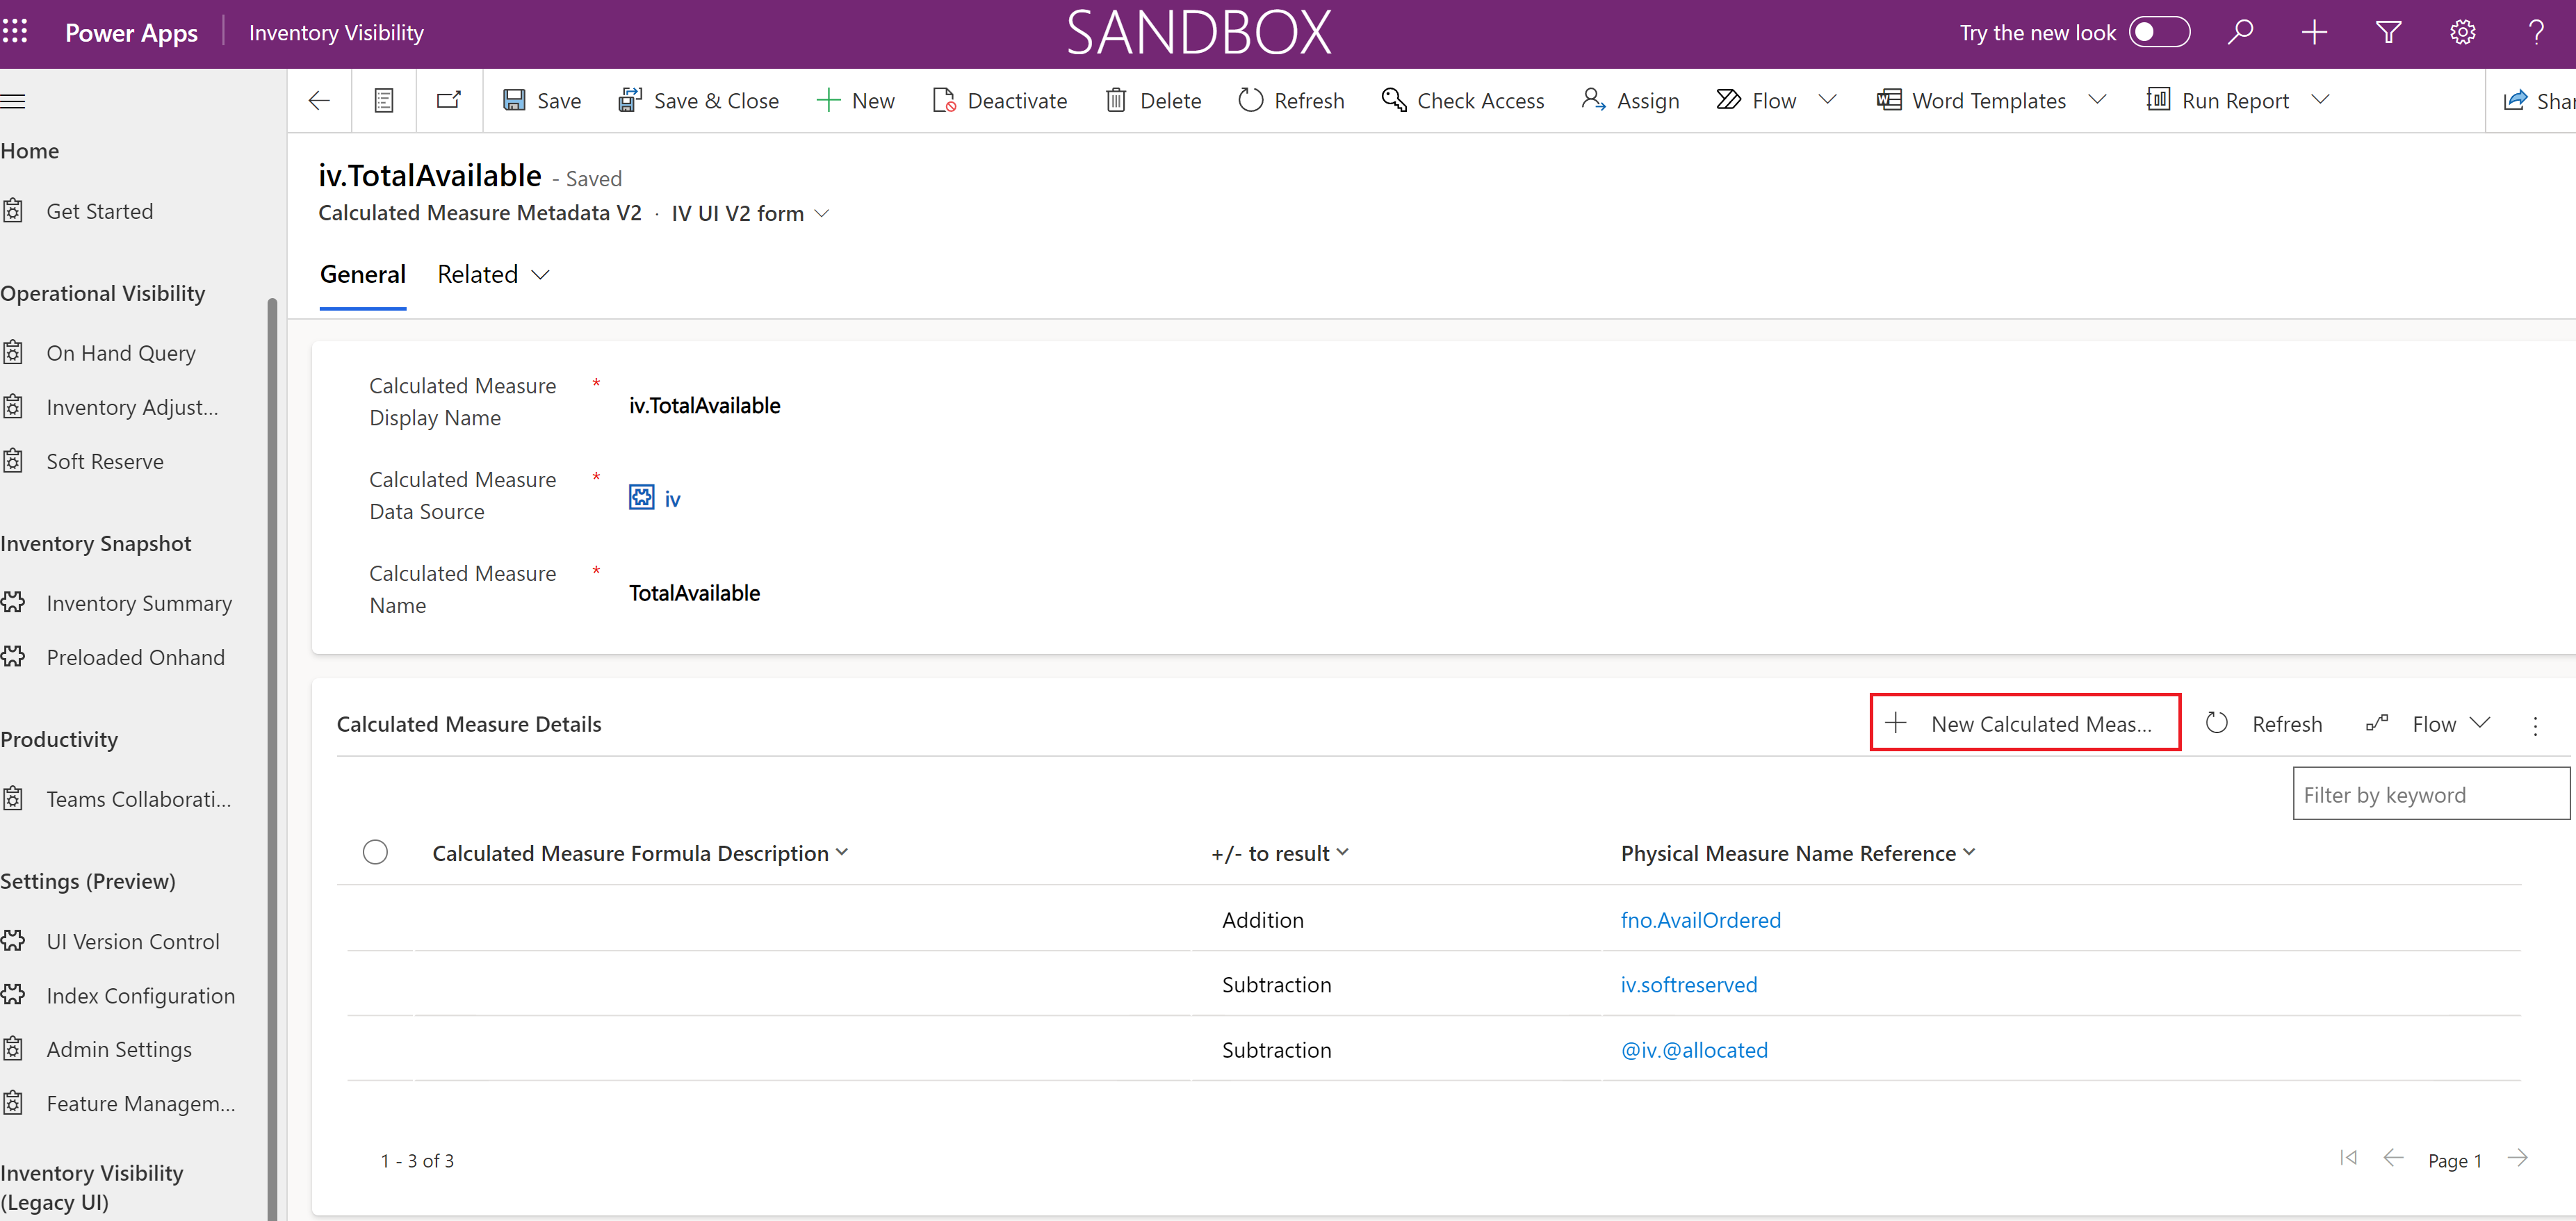 Power Apps Inventory Visibility SANDBOX Try the new look
Save Save & Close New Deactivate Delete Refresh Check Access Assign Flow Word Templates Run Report Shar
Home
Get Started
Operational Visibility
On Hand Query
Inventory Adjust...
Soft Reserve
Inventory Snapshot
Inventory Summary
Preloaded Onhand
Productivity
Teams Collaborati...
Settings (Preview)
UI Version Control
Index Configuration
Admin Settings
Feature Managem...
Inventory Visibility
(Legacy UI)
iv.TotalAvailable - Saved
Calculated Measure Metadata V2 · IV UI V2 form
General Related
Calculated Measure * 
Display Name
iv.TotalAvailable
Calculated Measure *
Data Source
iv
Calculated Measure *
Name
TotalAvailable
Calculated Measure Details New Calculated Meas... Refresh Flow
Filter by keyword
Calculated Measure Formula Description +/- to result Physical Measure Name Reference
Addition fno.AvailOrdered
Subtraction iv.softreserved
Subtraction @iv.@allocated
1 - 3 of 3 Page 1